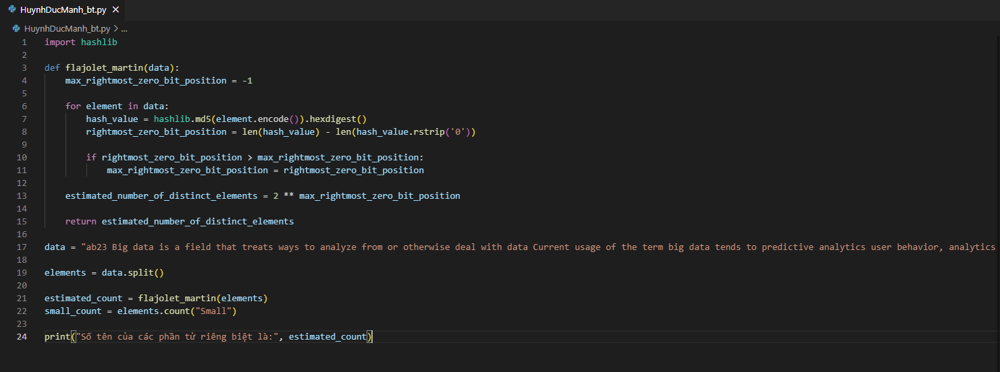 HuynhDucManh_bt.py ×
HuynhDucManh_bt.py > ...
1 import hashlib
2
3 def flajolet_martin(data):
4     max_rightmost_zero_bit_position = -1
5
6     for element in data:
7         hash_value = hashlib.md5(element.encode()).hexdigest()
8         rightmost_zero_bit_position = len(hash_value) - len(hash_value.rstrip('0'))
9
10         if rightmost_zero_bit_position > max_rightmost_zero_bit_position:
11             max_rightmost_zero_bit_position = rightmost_zero_bit_position
12
13     estimated_number_of_distinct_elements = 2 ** max_rightmost_zero_bit_position
14
15     return estimated_number_of_distinct_elements
16
17 data = "ab23 Big data is a field that treats ways to analyze from or otherwise deal with data Current usage of the term big data tends to predictive analytics user behavior, analytics
18
19 elements = data.split()
20
21 estimated_count = flajolet_martin(elements)
22 small_count = elements.count("Small")
23
24 print("Số tên của các phần tử riêng biệt là:", estimated_count)